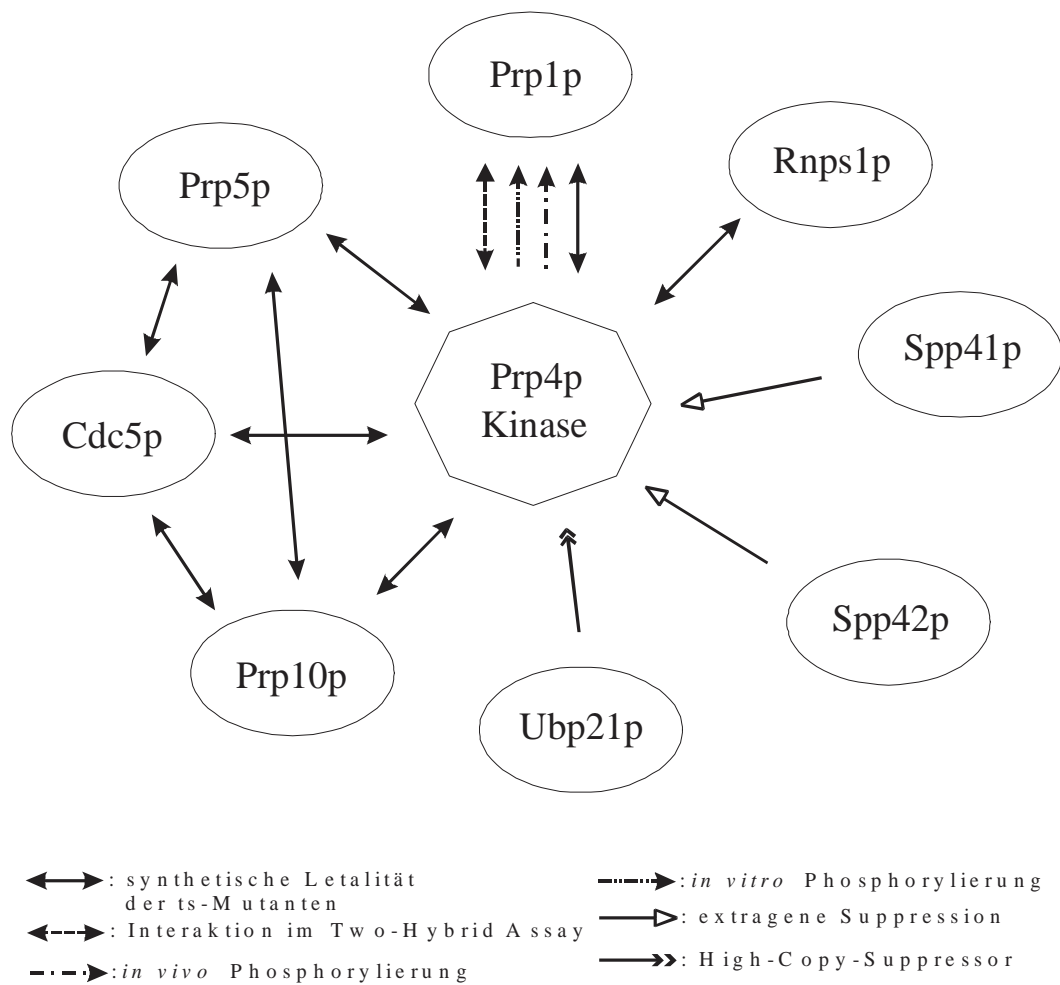 Prp1p
Rnps1p
Prp5p
Spp41p
Prp4p
Kinase
Cdc5p
Spp42p
Prp10p
Ubp21p
: synthetische Letalität
der ts-Mutanten
: Interaktion im Two-Hybrid Assay
: in vivo Phosphorylierung
: in vitro Phosphorylierung
: extragene Suppression
: High-Copy-Suppressor